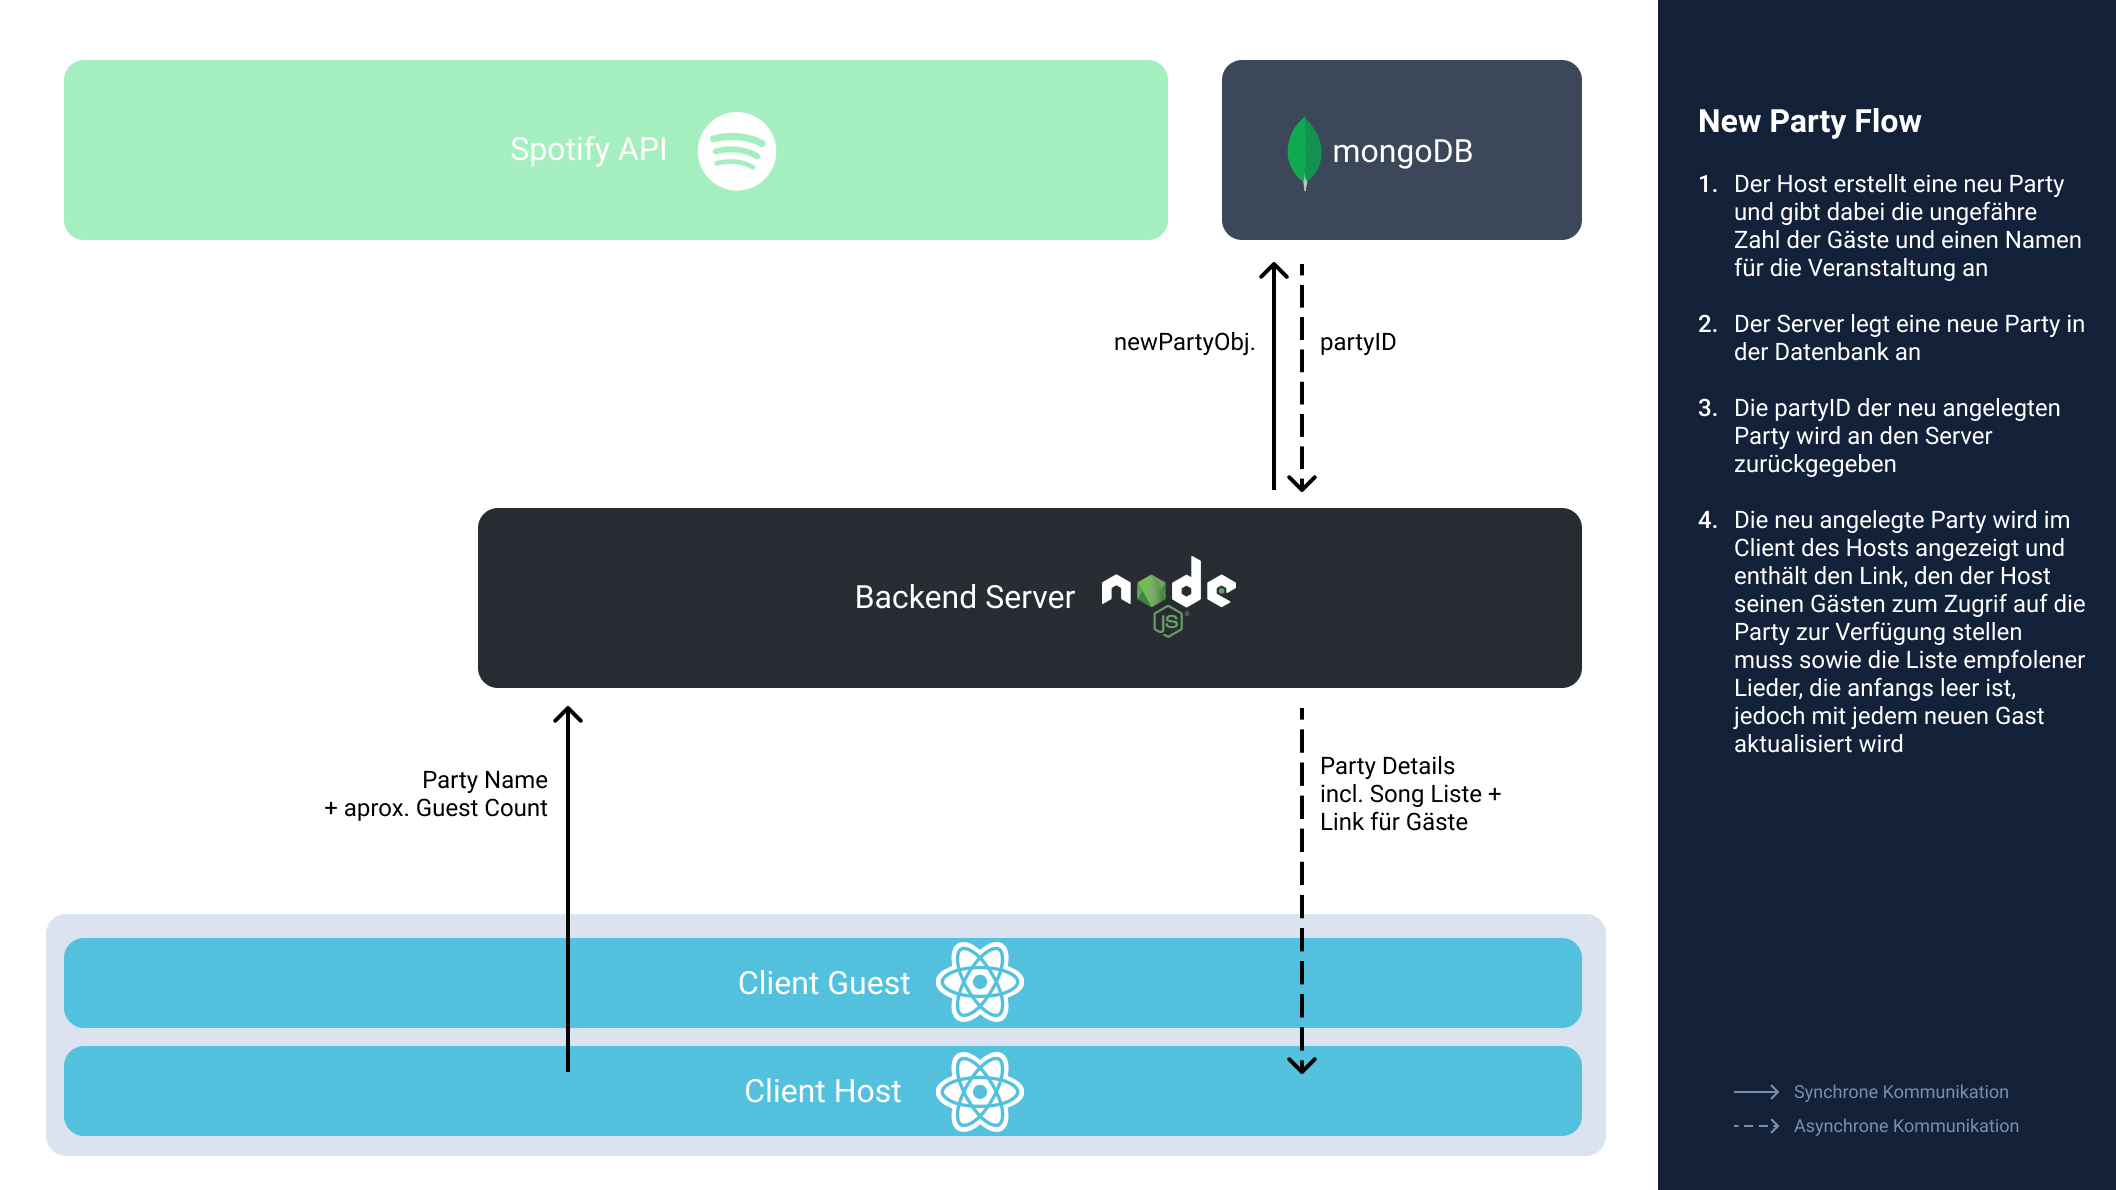 Spotify API
mongoDB
newPartyObj.
partyID
Backend Server
node
JS
Party Name
+ aprox. Guest Count
Party Details
incl. Song Liste +
Link für Gäste
Client Guest
Client Host
New Party Flow
1. Der Host erstellt eine neu Party
und gibt dabei die ungefähre
Zahl der Gäste und einen Namen
für die Veranstaltung an
2. Der Server legt eine neue Party in
der Datenbank an
3. Die partyID der neu angelegten
Party wird an den Server
zurückgegeben
4. Die neu angelegte Party wird im
Client des Hosts angezeigt und
enthält den Link, den der Host
seinen Gästen zum Zugrif auf die
Party zur Verfügung stellen
muss sowie die Liste empfolener
Lieder, die anfangs leer ist,
jedoch mit jedem neuen Gast
aktualisiert wird
Synchrone Kommunikation
Asynchrone Kommunikation